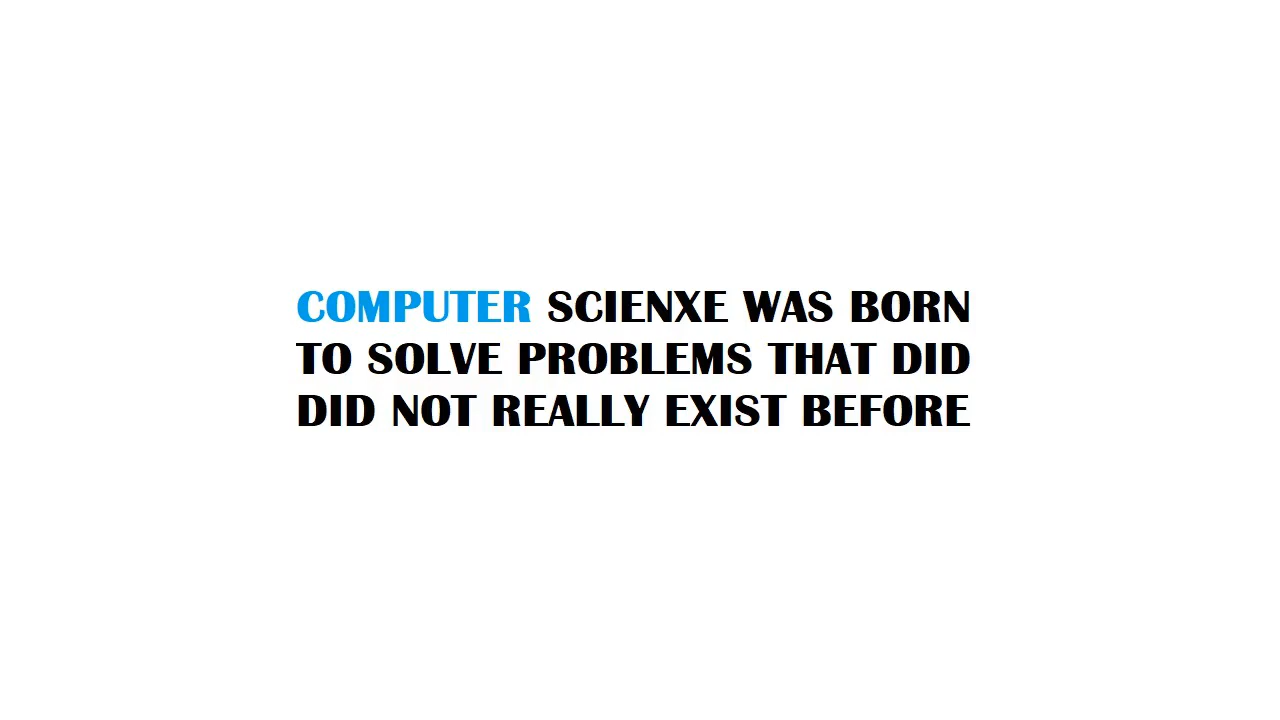 COMPUTER SCIENXE WAS BORN
TO SOLVE PROBLEMS THAT DID
DID NOT REALLY EXIST BEFORE